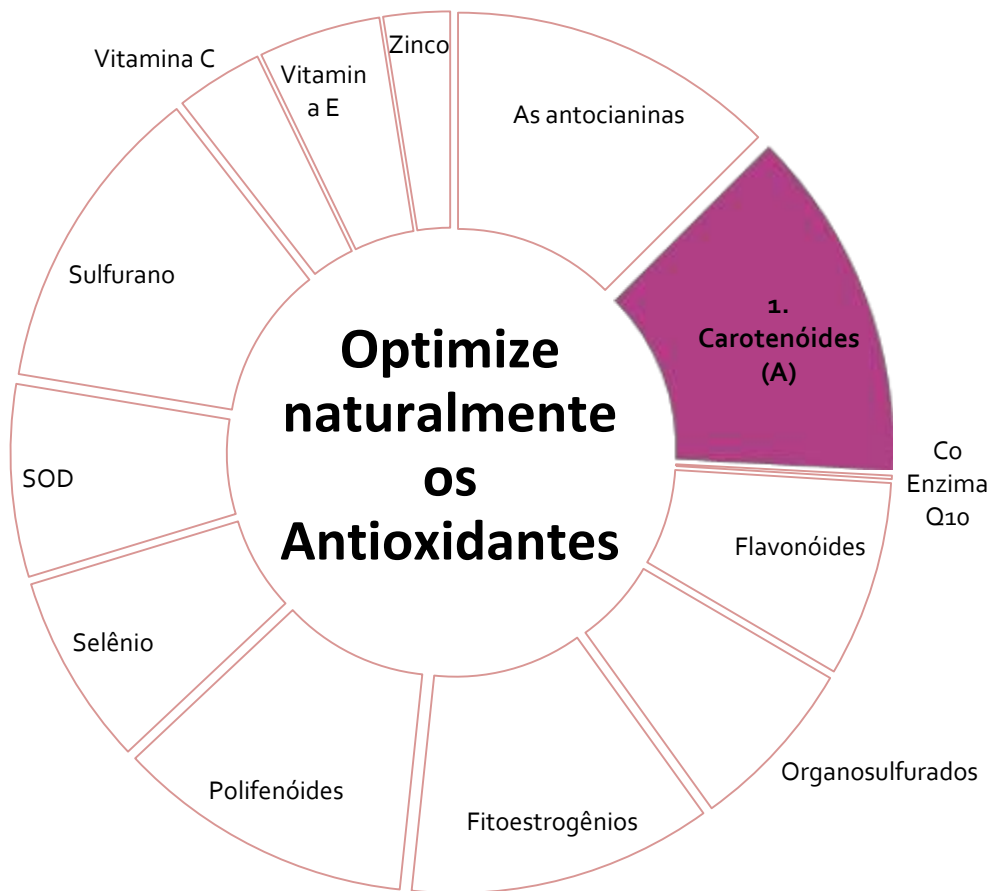 Optimize
naturalmente
os
Antioxidantes
As antocianinas
1.
Carotenóides
(A)
Co
Enzima
Q10
Flavonóides
Organosulfurados
Fitoestrogênios
Polifenóides
Selênio
SOD
Sulfurano
Vitamina C
Vitamin
a E
Zinco